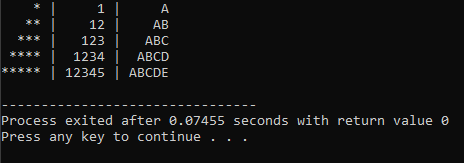 * |     1 |     A
   ** |    12 |    AB
  *** |   123 |   ABC
 **** |  1234 |  ABCD
***** | 12345 | ABCDE
--------------------------------
Process exited after 0.07455 seconds with return value 0
Press any key to continue . . .